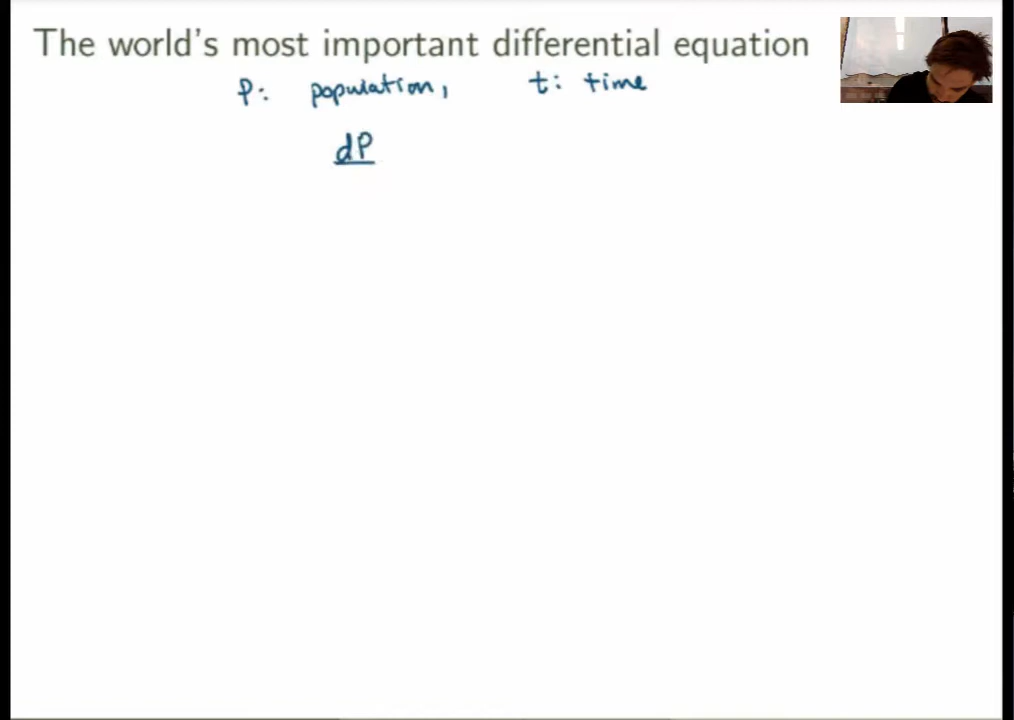 The world's most important differential equation
P: population, t: time
dP